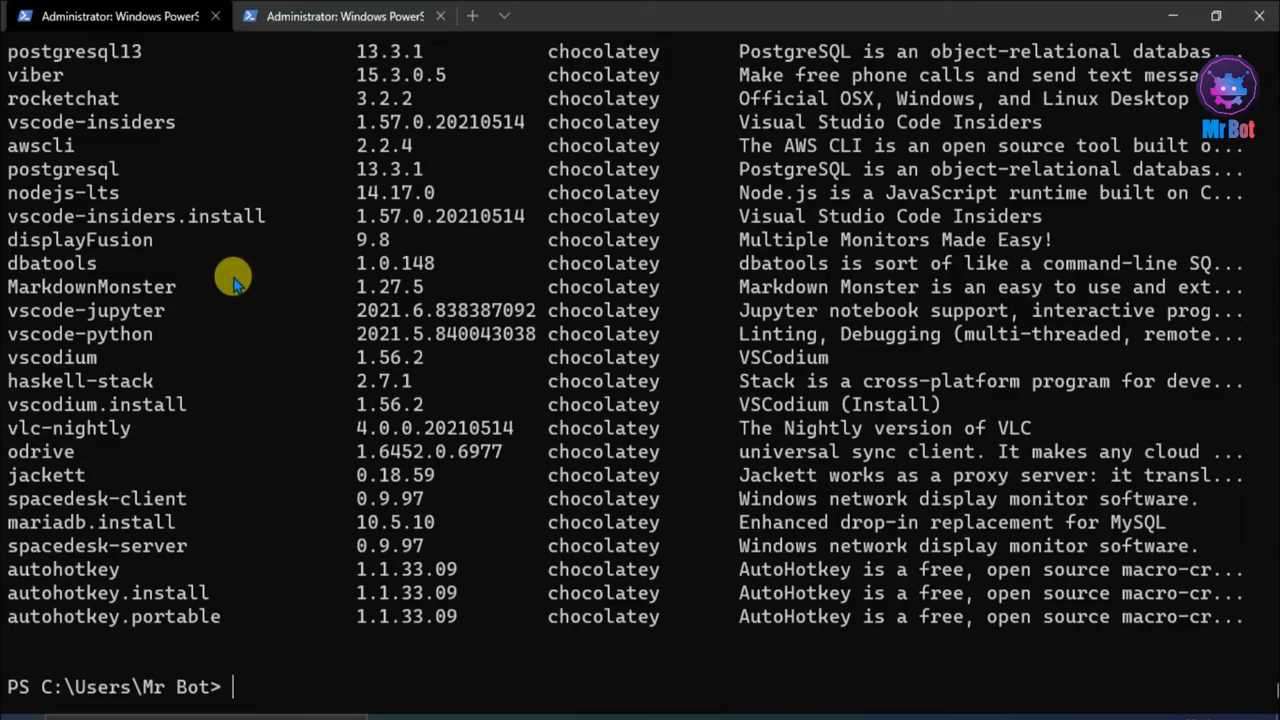 Administrator: Windows PowerS Administrator: Windows PowerS
postgresql13 13.3.1 chocolatey PostgreSQL is an object-relational databas...
viber 15.3.0.5 chocolatey Make free phone calls and send text messa
rocketchat 3.2.2 chocolatey Official OSX, Windows, and Linux Desktop
vscode-insiders 1.57.0.20210514 chocolatey Visual Studio Code Insiders
Mr Bot
awscli 2.2.4 chocolatey The AWS CLI is an open source tool built o...
postgresql 13.3.1 chocolatey PostgreSQL is an object-relational databas...
nodejs-lts 14.17.0 chocolatey Node.js is a JavaScript runtime built on C...
vscode-insiders.install 1.57.0.20210514 chocolatey Visual Studio Code Insiders
displayFusion 9.8 chocolatey Multiple Monitors Made Easy!
dbatools 1.0.148 chocolatey dbatools is sort of like a command-line SQ...
MarkdownMonster 1.27.5 chocolatey Markdown Monster is an easy to use and ext...
vscode-jupyter 2021.6.838387092 chocolatey Jupyter notebook support, interactive prog...
vscode-python 2021.5.840043038 chocolatey Linting, Debugging (multi-threaded, remote...
vscodium 1.56.2 chocolatey VSCodium
haskell-stack 2.7.1 chocolatey Stack is a cross-platform program for deve...
vscodium.install 1.56.2 chocolatey VSCodium (Install)
vlc-nightly 4.0.0.20210514 chocolatey The Nightly version of VLC
odrive 1.6452.0.6977 chocolatey universal sync client. It makes any cloud ...
jackett 0.18.59 chocolatey Jackett works as a proxy server: it transl...
spacedesk-client 0.9.97 chocolatey Windows network display monitor software.
mariadb.install 10.5.10 chocolatey Enhanced drop-in replacement for MySQL
spacedesk-server 0.9.97 chocolatey Windows network display monitor software.
autohotkey 1.1.33.09 chocolatey AutoHotkey is a free, open source macro-cr...
autohotkey.install 1.1.33.09 chocolatey AutoHotkey is a free, open source macro-cr...
autohotkey.portable 1.1.33.09 chocolatey AutoHotkey is a free, open source macro-cr...
PS C:\Users\Mr Bot>